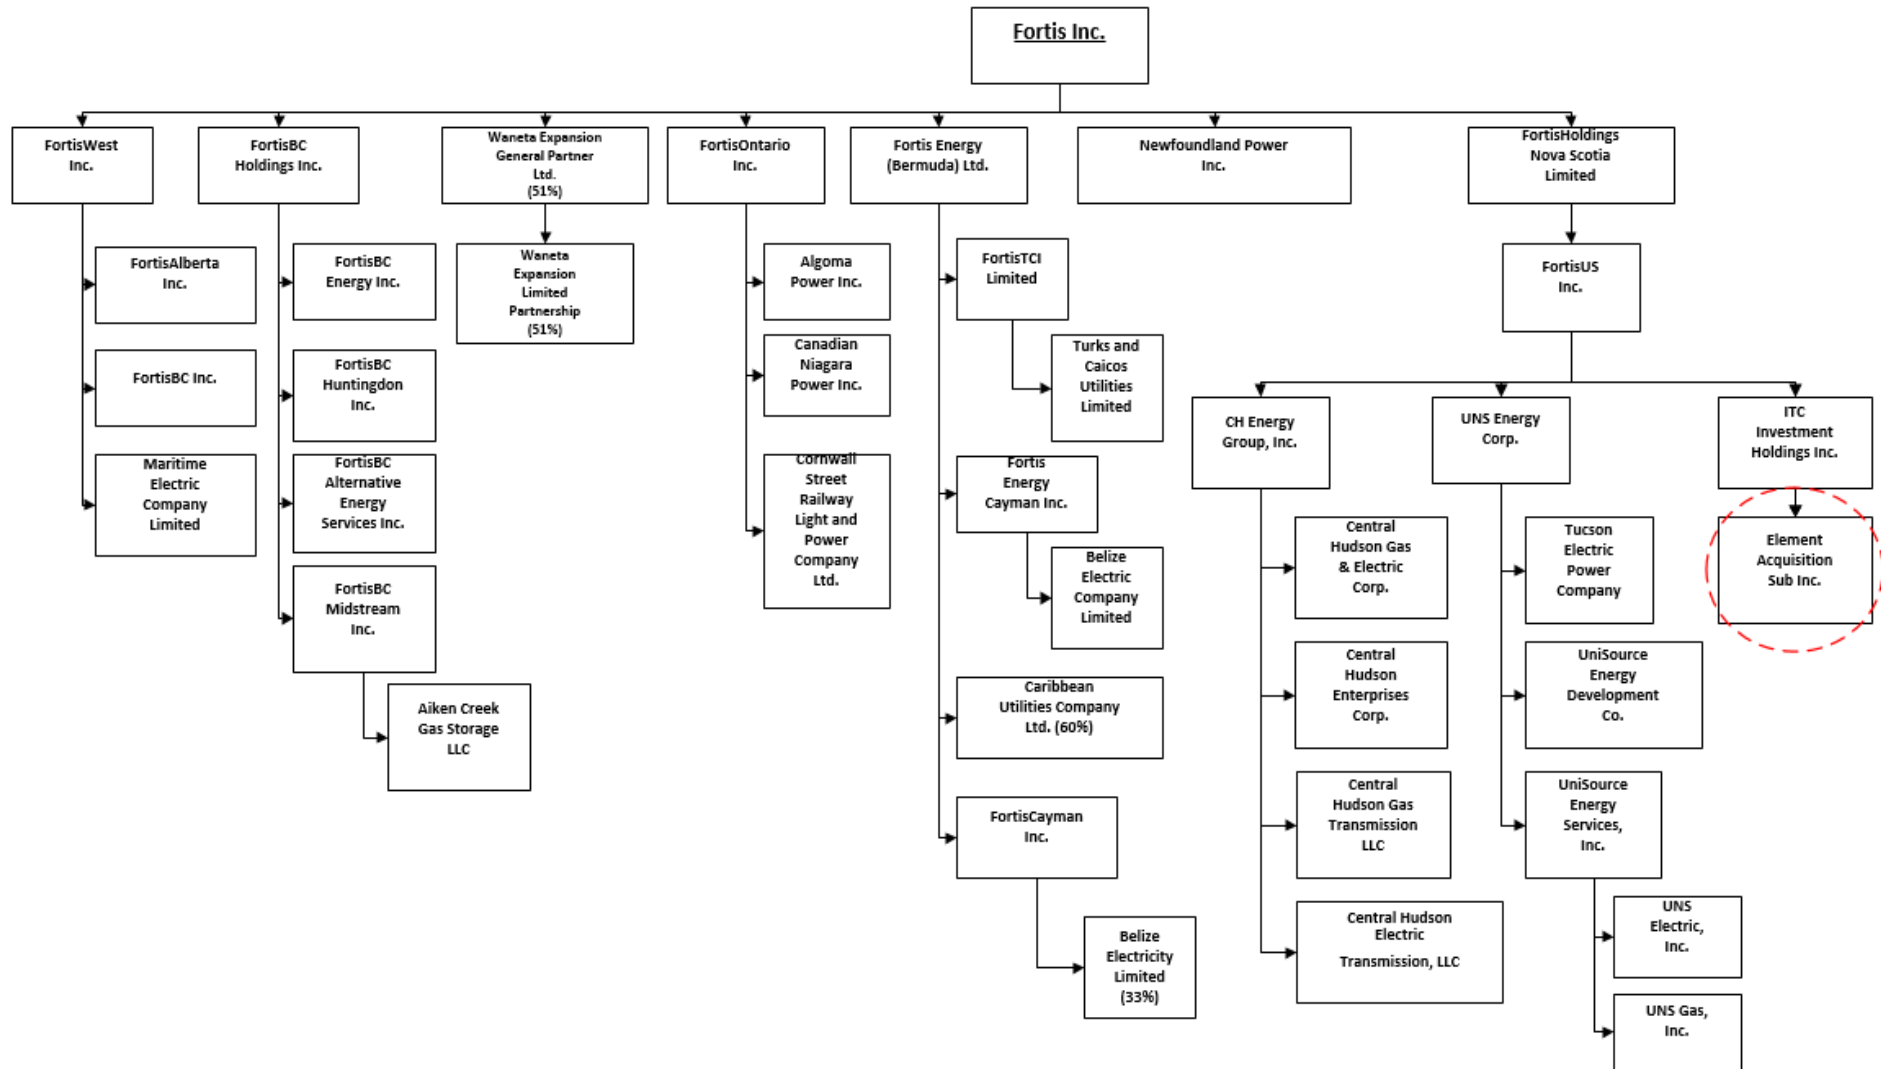 Fortis Inc.
FortisWest
Inc.
FortisBC
Holdings Inc.
Waneta Expansion
General Partner
Ltd.
(51%)
FortisOntario
Inc.
Fortis Energy
(Bermuda) Ltd.
Newfoundland Power
Inc.
FortisHoldings
Nova Scotia
Limited
FortisAlberta
Inc.
FortisBC Inc.
Maritime
Electric
Company
Limited
FortisBC
Energy Inc.
FortisBC
Huntingdon
Inc.
FortisBC
Alternative
Energy
Services Inc.
FortisBC
Midstream
Inc.
Aiken Creek
Gas Storage
LLC
Waneta
Expansion
Limited
Partnership
(51%)
Algoma
Power Inc.
Canadian
Niagara
Power Inc.
Cornwall
Street
Railway
Light and
Power
Company
Ltd.
FortisTCI
Limited
Turks and
Caicos
Utilities
Limited
Fortis
Energy
Cayman Inc.
Belize
Electric
Company
Limited
Caribbean
Utilities Company
Ltd. (60%)
FortisCayman
Inc.
Belize
Electricity
Limited
(33%)
FortisUS
Inc.
CH Energy
Group, Inc.
Central
Hudson Gas
& Electric
Corp.
Central
Hudson
Enterprises
Corp.
Central
Hudson Gas
Transmission
LLC
Central Hudson
Electric
Transmission, LLC
UNS Energy
Corp.
Tucson
Electric
Power
Company
UniSource
Energy
Development
Co.
UniSource
Energy
Services,
Inc.
UNS
Electric,
Inc.
UNS Gas,
Inc.
ITC
Investment
Holdings Inc.
Element
Acquisition
Sub Inc.